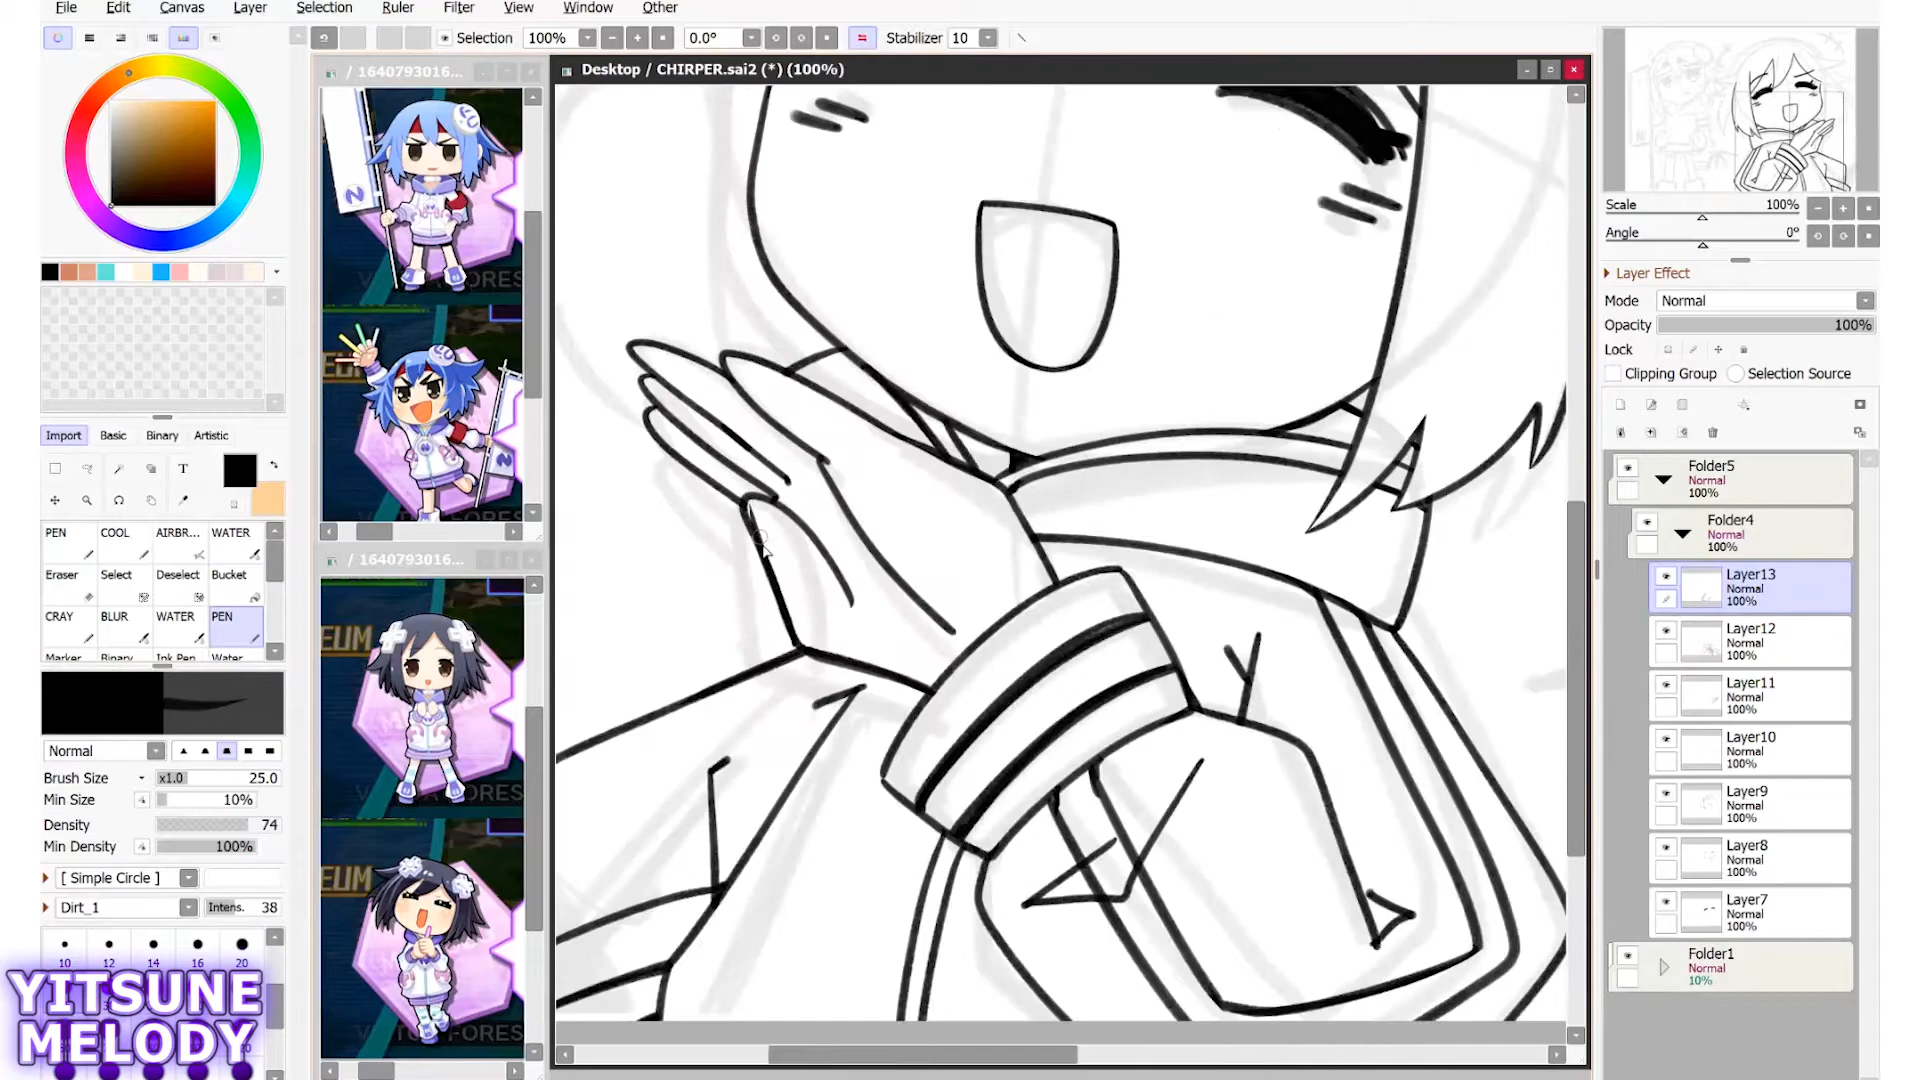 File Edit Canvas Layer Selection Ruler Filter View Window Other
Selection 100% 0.0° Stabilizer 10
/ 1640793016...
Desktop / CHIRPER.sai2 (*) (100%)
Scale 100%
Angle 0°
Layer Effect
Mode Normal
Opacity 100%
Lock
Clipping Group Selection Source
Import Basic Binary Artistic
T
PEN COOL AIRBR... WATER
Eraser Select Deselect Bucket
CRAY BLUR WATER PEN
Marker Binary Ink Pen Water
Normal
Brush Size x1.0 25.0
Min Size 10%
Density 74
Min Density 100%
[ Simple Circle ]
Dirt_1 Intens. 38
10 12 14 16 20
YITSUNE
MELODY
/ 1640793016...
Folder5
Normal
100%
Folder4
Normal
100%
Layer13
Normal
100%
Layer12
Normal
100%
Layer11
Normal
100%
Layer10
Normal
100%
Layer9
Normal
100%
Layer8
Normal
100%
Layer7
Normal
100%
Folder1
Normal
10%